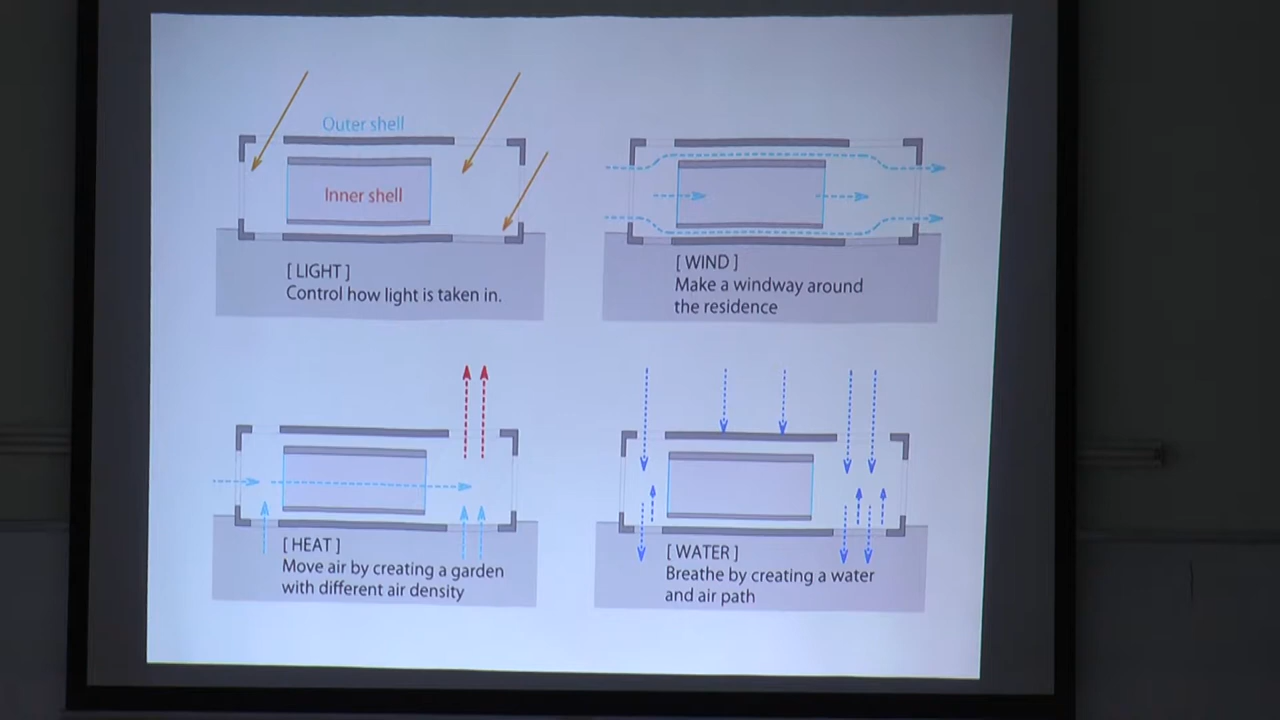 Outer shell
Inner shell
[ LIGHT ]
Control how light is taken in.
[ WIND ]
Make a windway around
the residence
[ HEAT ]
Move air by creating a garden
with different air density
[ WATER ]
Breathe by creating a water
and air path